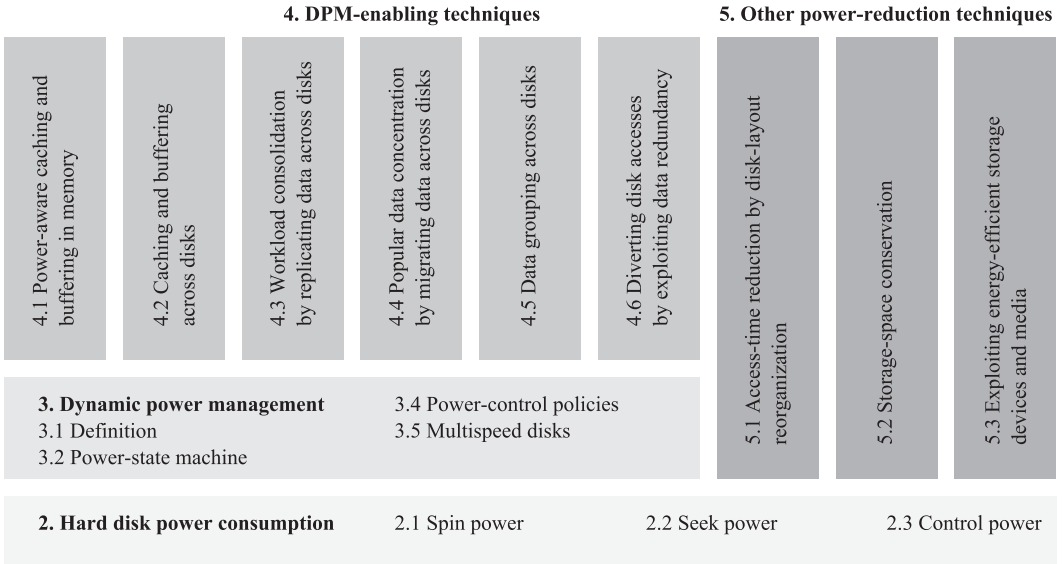 4. DPM-enabling techniques
5. Other power-reduction techniques
4.1 Power-aware caching and
buffering in memory
4.2 Caching and buffering
across disks
4.3 Workload consolidation
by replicating data across disks
4.4 Popular data concentration
by migrating data across disks
4.5 Data grouping across disks
4.6 Diverting disk accesses
by exploiting data redundancy
5.1 Access-time reduction by disk-layout
reorganization
5.2 Storage-space conservation
5.3 Exploiting energy-efficient storage
devices and media
3. Dynamic power management
3.1 Definition
3.2 Power-state machine
3.4 Power-control policies
3.5 Multispeed disks
2. Hard disk power consumption
2.1 Spin power
2.2 Seek power
2.3 Control power